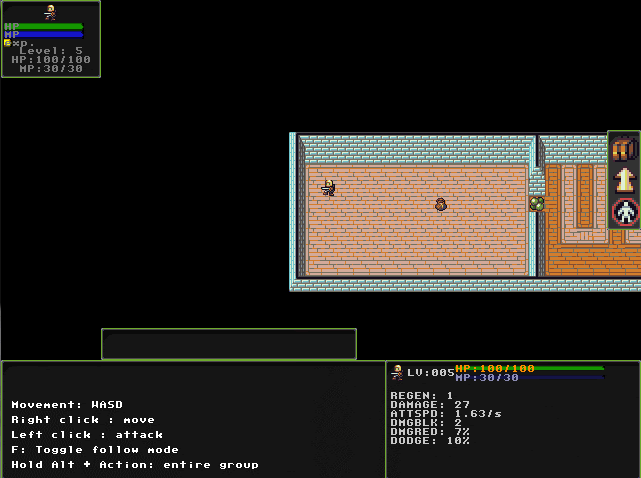 HP
MP
exp.
Level: 5
HP:100/100
MP:30/30
Movement: WASD
Right click : move
Left click : attack
F: Toggle follow mode
Hold Alt + Action: entire group
LV:005
HP:100/100
MP:30/30
REGEN: 1
DAMAGE: 27
ATTSPD: 1.63/s
DMGBLK: 2
DMGRED: 7%
DODGE: 10%